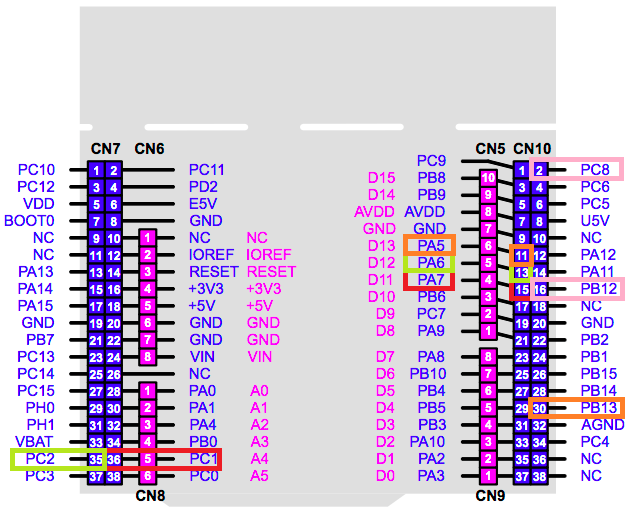 CN7 CN6 CN5 CN10
PC9
PC10 1 2 PC11 D15 PB8 10 1 2 PC8
PC12 3 4 PD2 D14 PB9 9 3 4 PC6
VDD 5 6 E5V AVDD AVDD 8 5 6 PC5
BOOT0 7 8 GND GND GND 7 7 8 U5V
NC 9 10 1 NC NC D13 PA5 6 9 10 NC
NC 11 12 2 IOREF IOREF D12 PA6 5 11 12 PA12
PA13 13 14 3 RESET RESET D11 PA7 4 13 14 PA11
PA14 15 16 4 +3V3 +3V3 D10 PB6 3 15 16 PB12
PA15 17 18 5 +5V +5V D9 PC7 2 17 18 NC
GND 19 20 6 GND GND D8 PA9 1 19 20 GND
PB7 21 22 7 GND GND 21 22 PB2
PC13 23 24 8 VIN VIN D7 PA8 8 23 24 PB1
PC14 25 26 NC D6 PB10 7 25 26 PB15
PC15 27 28 1 PA0 A0 D5 PB4 6 27 28 PB14
PH0 29 30 2 PA1 A1 D4 PB5 5 29 30 PB13
PH1 31 32 3 PA4 A2 D3 PB3 4 31 32 AGND
VBAT 33 34 4 PB0 A3 D2 PA10 3 33 34 PC4
PC2 35 36 5 PC1 A4 D1 PA2 2 35 36 NC
PC3 37 38 6 PC0 A5 D0 PA3 1 37 38 NC
CN8 CN9